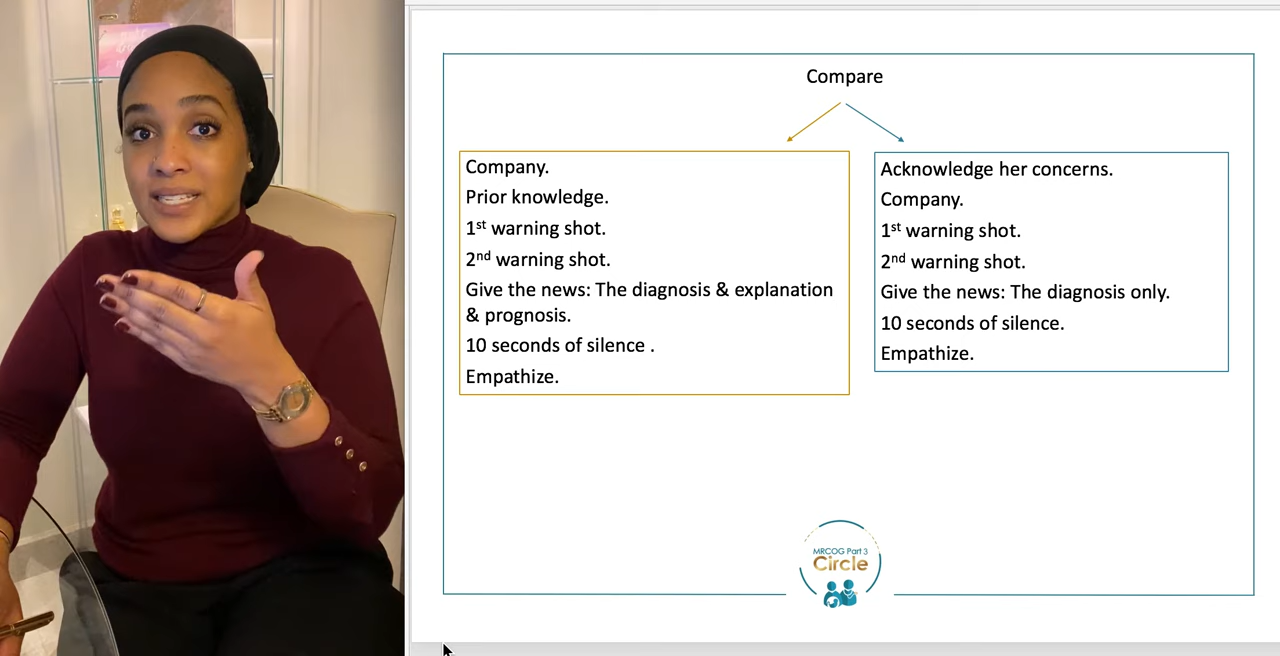 Compare
Company.
Prior knowledge.
1st warning shot.
2nd warning shot.
Give the news: The diagnosis & explanation
& prognosis.
10 seconds of silence .
Empathize.
Acknowledge her concerns.
Company.
1st warning shot.
2nd warning shot.
Give the news: The diagnosis only.
10 seconds of silence.
Empathize.
MRCOG Part 3
Circle